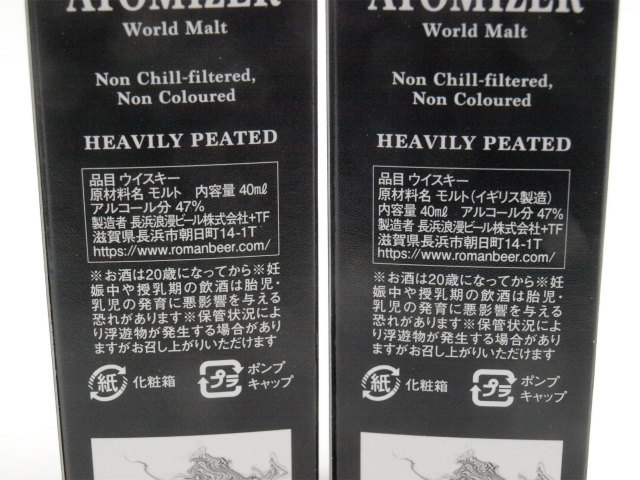 ATOMIZER
World Malt
Non Chill-filtered,
Non Coloured
HEAVILY PEATED
品目 ウイスキー
原材料名 モルト 内容量 40㎖
アルコール分 47%
製造者 長浜浪漫ビール株式会社+TF
滋賀県長浜市朝日町14-1T
https://www.romanbeer.com/
※お酒は20歳になってから※妊
娠中や授乳期の飲酒は胎児・
乳児の発育に悪影響を与える
恐れがあります※保管状況によ
り浮遊物が発生する場合があり
ますがお召し上がりいただけます
紙 化粧箱 プラ ポンプ
キャップ
ATOMIZER
World Malt
Non Chill-filtered,
Non Coloured
HEAVILY PEATED
品目 ウイスキー
原材料名 モルト(イギリス製造)
内容量 40㎖ アルコール分 47%
製造者 長浜浪漫ビール株式会社+TF
滋賀県長浜市朝日町14-1T
https://www.romanbeer.com/
※お酒は20歳になってから※妊
娠中や授乳期の飲酒は胎児・
乳児の発育に悪影響を与える
恐れがあります※保管状況によ
り浮遊物が発生する場合があり
ますがお召し上がりいただけます
紙 化粧箱 プラ ポンプ
キャップ